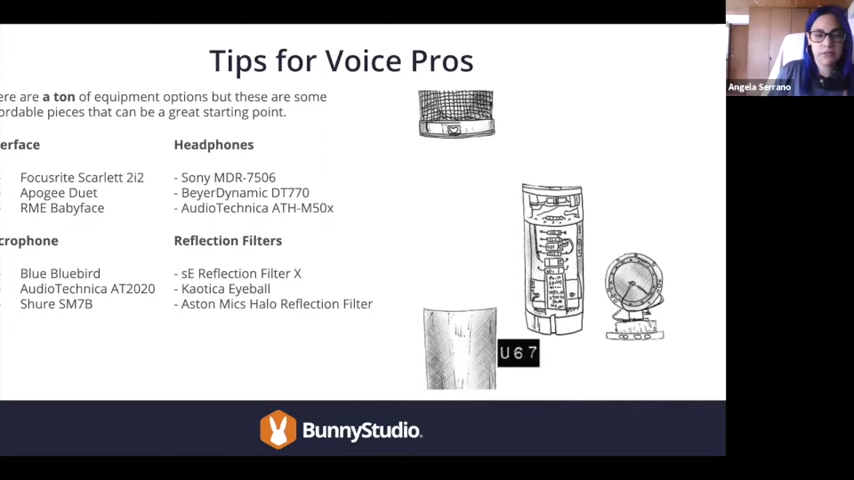 Tips for Voice Pros
ere are a ton of equipment options but these are some
ordable pieces that can be a great starting point.
erface
Focusrite Scarlett 2i2
Apogee Duet
RME Babyface
Headphones
- Sony MDR-7506
- BeyerDynamic DT770
- AudioTechnica ATH-M50x
crophone
Blue Bluebird
AudioTechnica AT2020
Shure SM7B
Reflection Filters
- sE Reflection Filter X
- Kaotica Eyeball
- Aston Mics Halo Reflection Filter
U67
BunnyStudio.
Angela Serrano